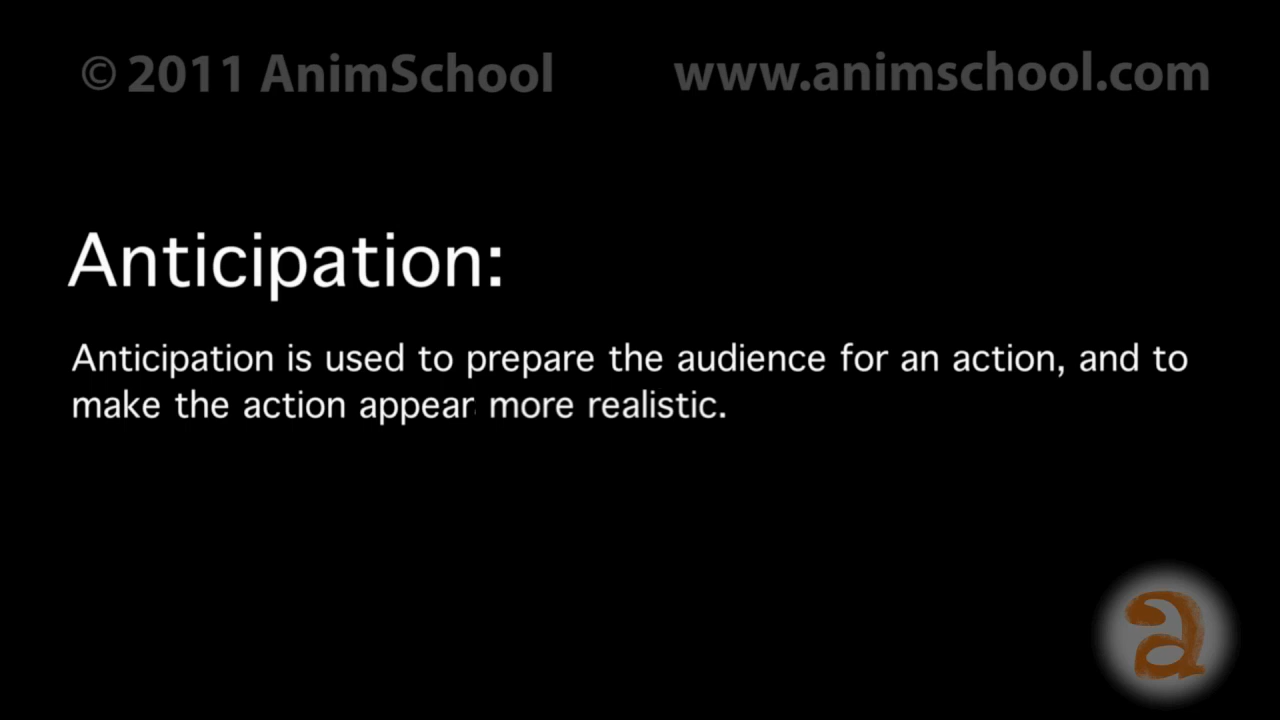 © 2011 AnimSchool www.animschool.com
Anticipation:
Anticipation is used to prepare the audience for an action, and to
make the action appear more realistic.
a